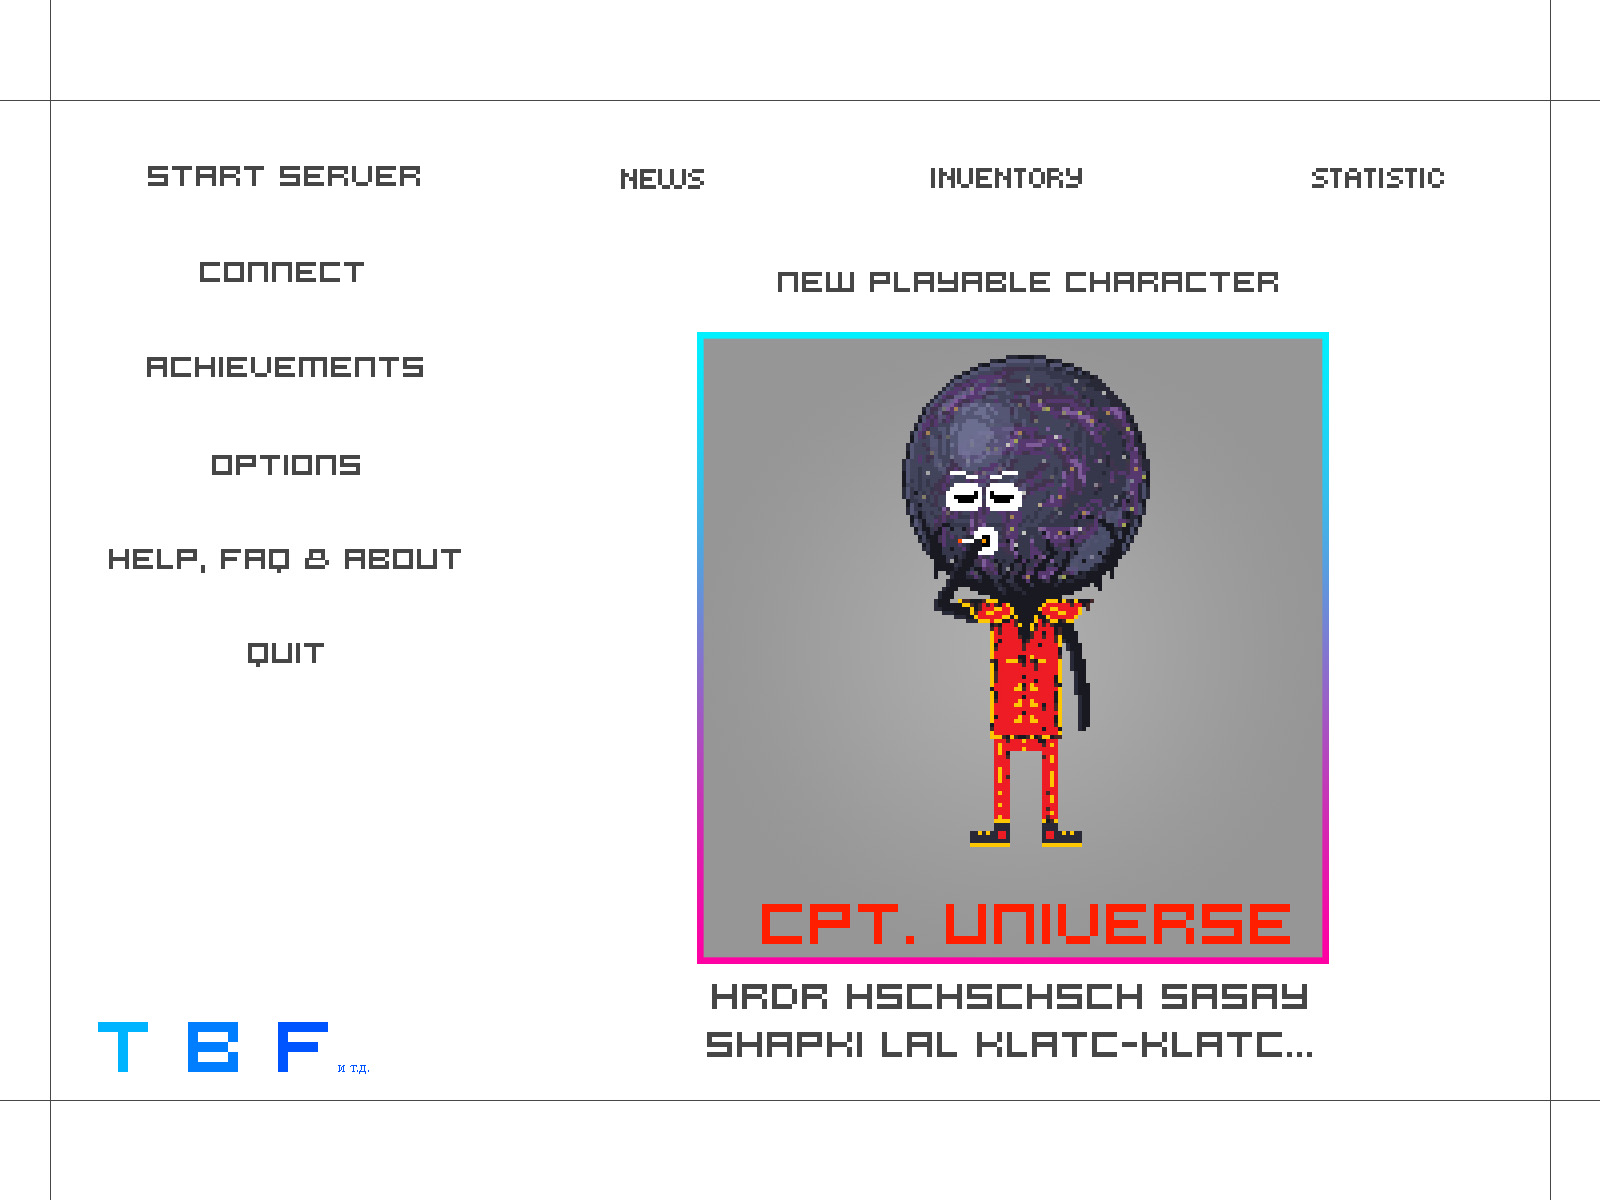 START SERVER
NEWS
INVENTORY
STATISTIC
CONNECT
NEW PLAYABLE CHARACTER
ACHIEVEMENTS
OPTIONS
HELP, FAQ & ABOUT
QUIT
CPT. UNIVERSE
HRDR HSCHSCHSCH SASAY
SHAPKI LAL KLATC-KLATC...
TBF и т.д.